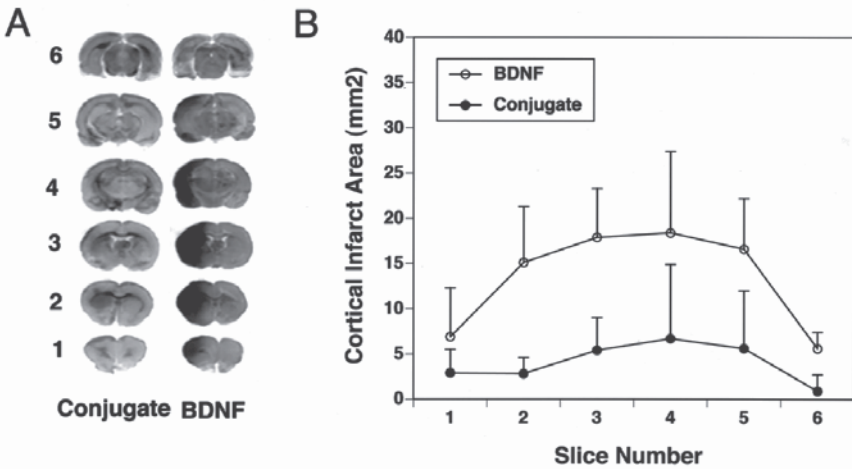 A
6
5
4
3
2
1
Conjugate BDNF
B
Cortical Infarct Area (mm2)
40
35
30
25
20
15
10
5
0
BDNF
Conjugate
1 2 3 4 5 6
Slice Number